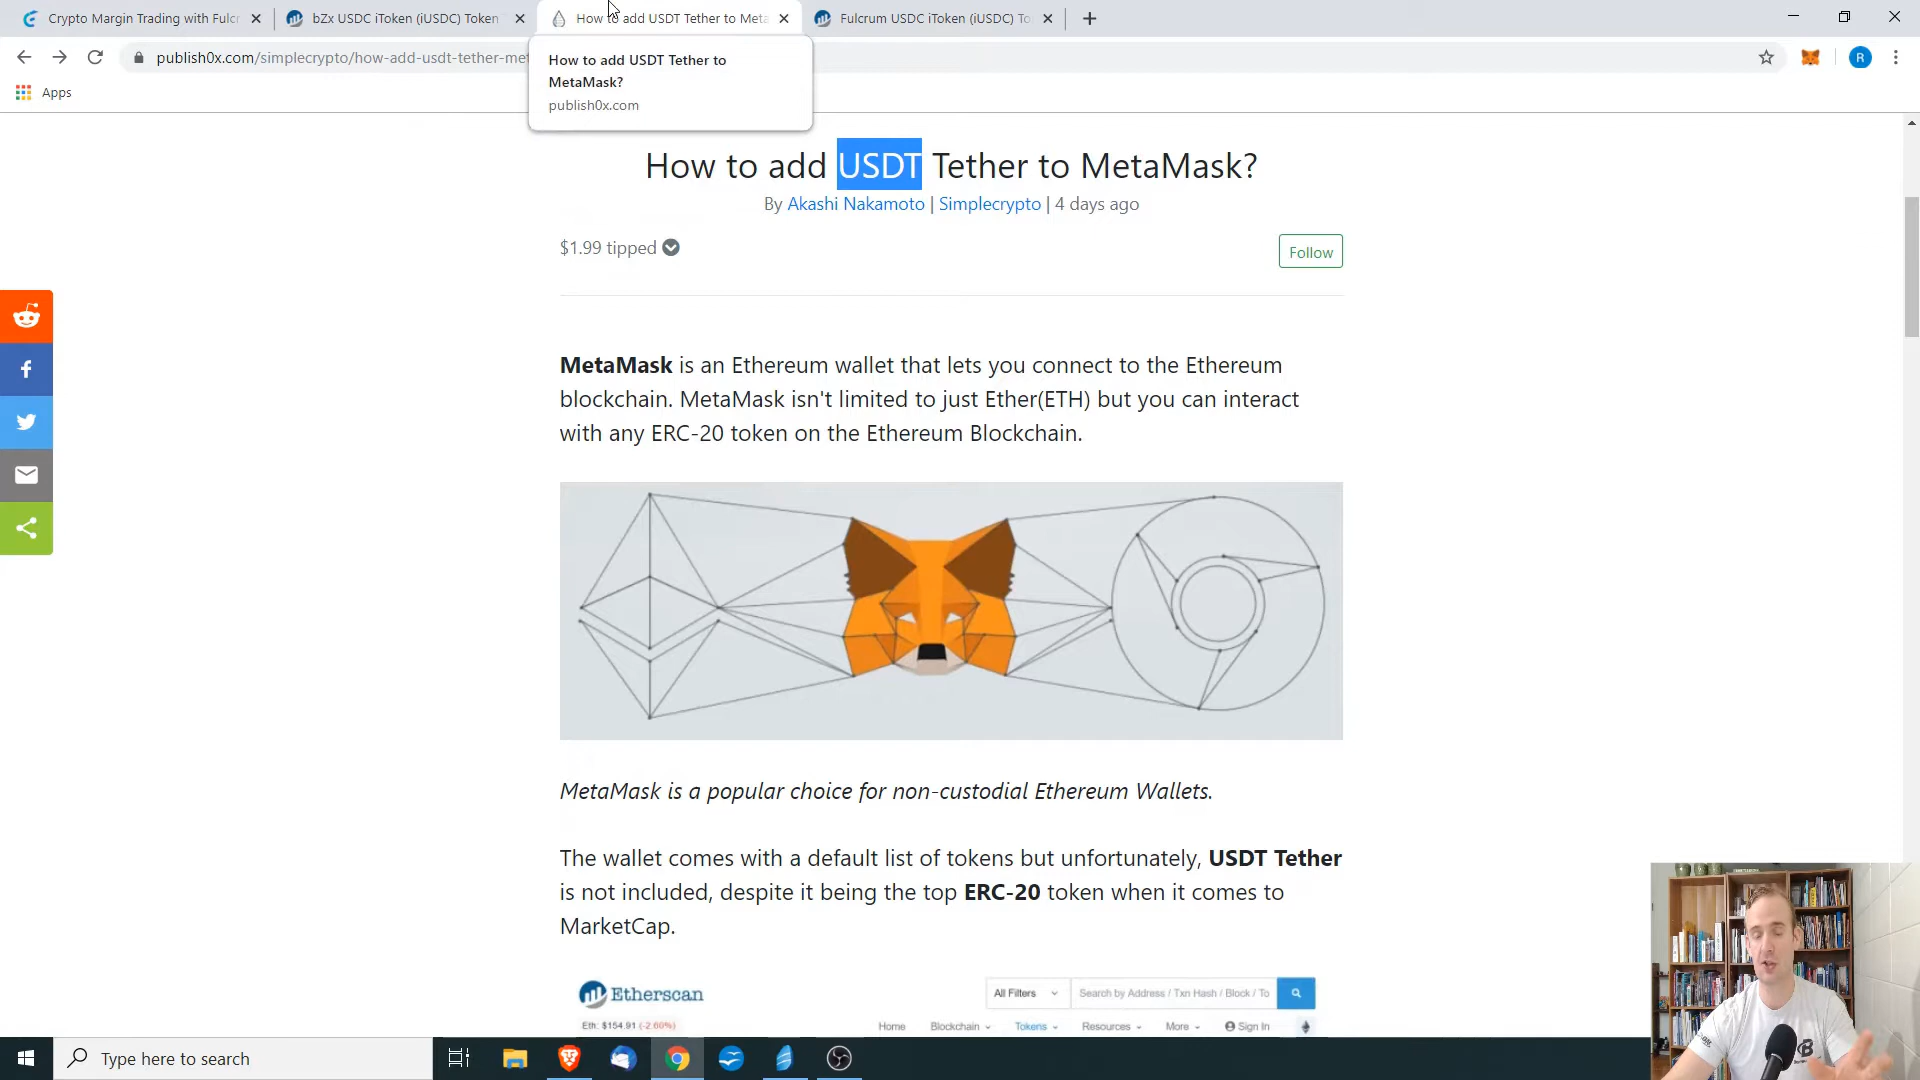 Crypto Margin Trading with Fulcr
bZx USDC iToken (iUSDC) Token
How to add USDT Tether to Meta
Fulcrum USDC iToken (iUSDC) To
publish0x.com/simplecrypto/how-add-usdt-tether-met
R
How to add USDT Tether to
MetaMask?
publish0x.com
Apps
How to add USDT Tether to MetaMask?
By Akashi Nakamoto | Simplecrypto | 4 days ago
$1.99 tipped
Follow
MetaMask is an Ethereum wallet that lets you connect to the Ethereum
blockchain. MetaMask isn't limited to just Ether(ETH) but you can interact
with any ERC-20 token on the Ethereum Blockchain.
MetaMask is a popular choice for non-custodial Ethereum Wallets.
The wallet comes with a default list of tokens but unfortunately, USDT Tether
is not included, despite it being the top ERC-20 token when it comes to
MarketCap.
Etherscan
All Filters
Search by Address / Txn Hash / Block / To
Eth: $154.91 (-2.60%)
Home
Blockchain
Tokens
Resources
More
Sign In
Type here to search